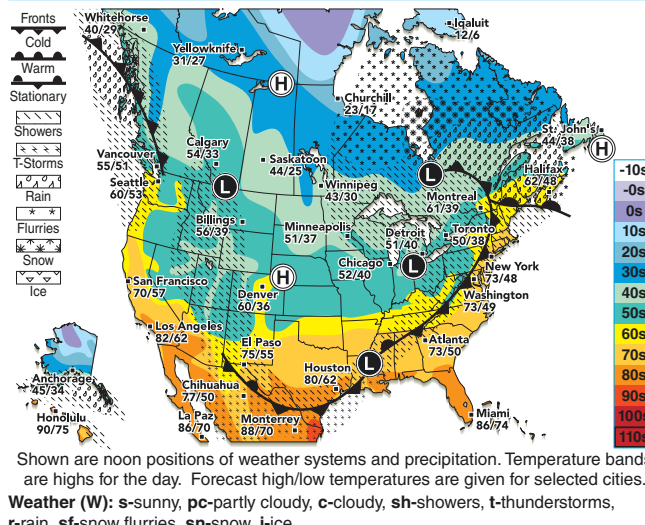 Fronts
Cold
Warm
Stationary
Showers
T-Storms
Rain
Flurries
Snow
Ice
Whitehorse
40/29
Iqaluit
12/6
Yellowknife
31/27
H
Churchill
23/17
St. John's
44/38
H
Calgary
54/33
Vancouver
55/51
Saskatoon
44/25
L
Halifax
62/48
Seattle
60/53
L
Winnipeg
43/30
Montreal
61/39
Billings
56/39
Minneapolis
51/37
Detroit
51/40
Toronto
50/38
Chicago
52/40
L
New York
73/48
San Francisco
70/57
H
Denver
60/36
Washington
73/49
Los Angeles
82/62
El Paso
75/55
Atlanta
73/50
Houston
80/62
L
Anchorage
45/34
Chihuahua
77/50
Honolulu
90/75
La Paz
86/70
Monterrey
88/70
Miami
86/74
-10s
-0s
0s
10s
20s
30s
40s
50s
60s
70s
80s
90s
100s
110s
Shown are noon positions of weather systems and precipitation. Temperature bands
are highs for the day. Forecast high/low temperatures are given for selected cities.
Weather (W): s-sunny, pc-partly cloudy, c-cloudy, sh-showers, t-thunderstorms,
r-rain, sf-snow flurries, sn-snow, i-ice